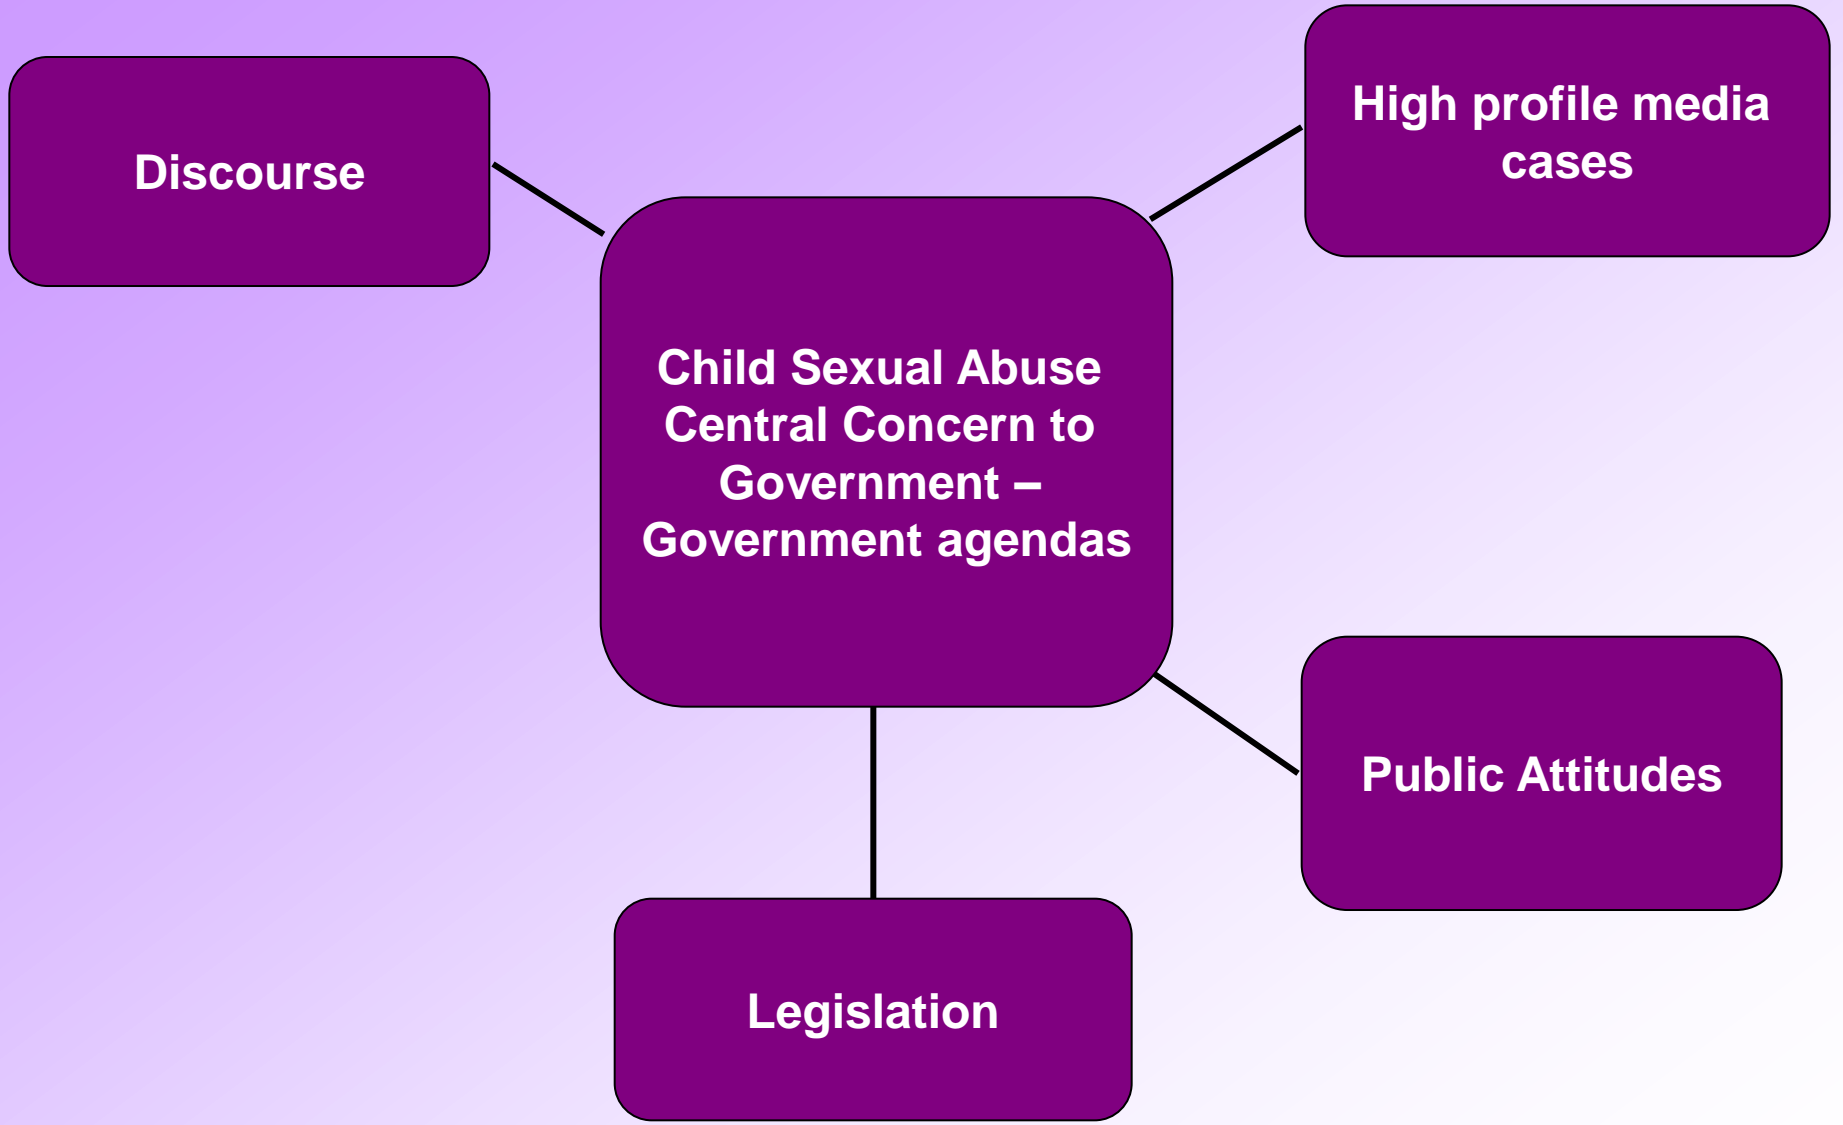 Discourse
High profile media
cases
Child Sexual Abuse
Central Concern to
Government –
Government agendas
Public Attitudes
Legislation